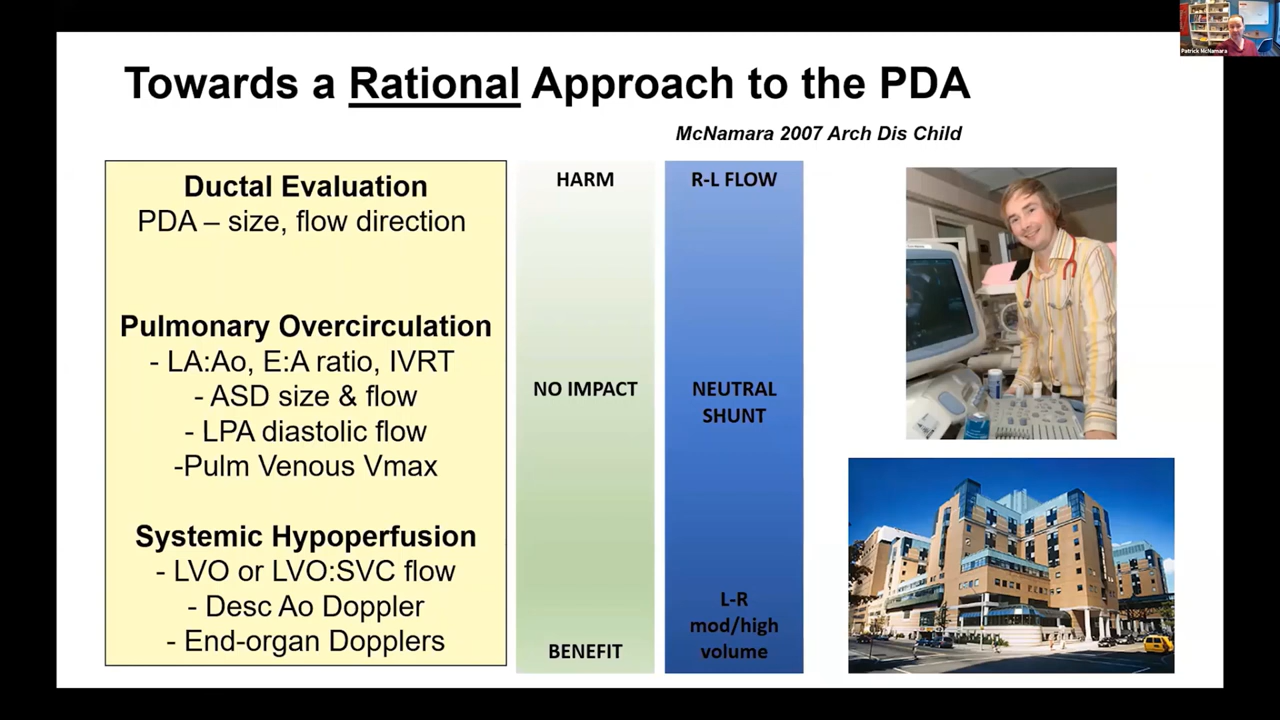 Towards a Rational Approach to the PDA
McNamara 2007 Arch Dis Child
Ductal Evaluation
PDA – size, flow direction
Pulmonary Overcirculation
- LA:Ao, E:A ratio, IVRT
- ASD size & flow
- LPA diastolic flow
-Pulm Venous Vmax
Systemic Hypoperfusion
- LVO or LVO:SVC flow
- Desc Ao Doppler
- End-organ Dopplers
HARM
NO IMPACT
BENEFIT
R-L FLOW
NEUTRAL
SHUNT
L-R
mod/high
volume
Patrick McNamara